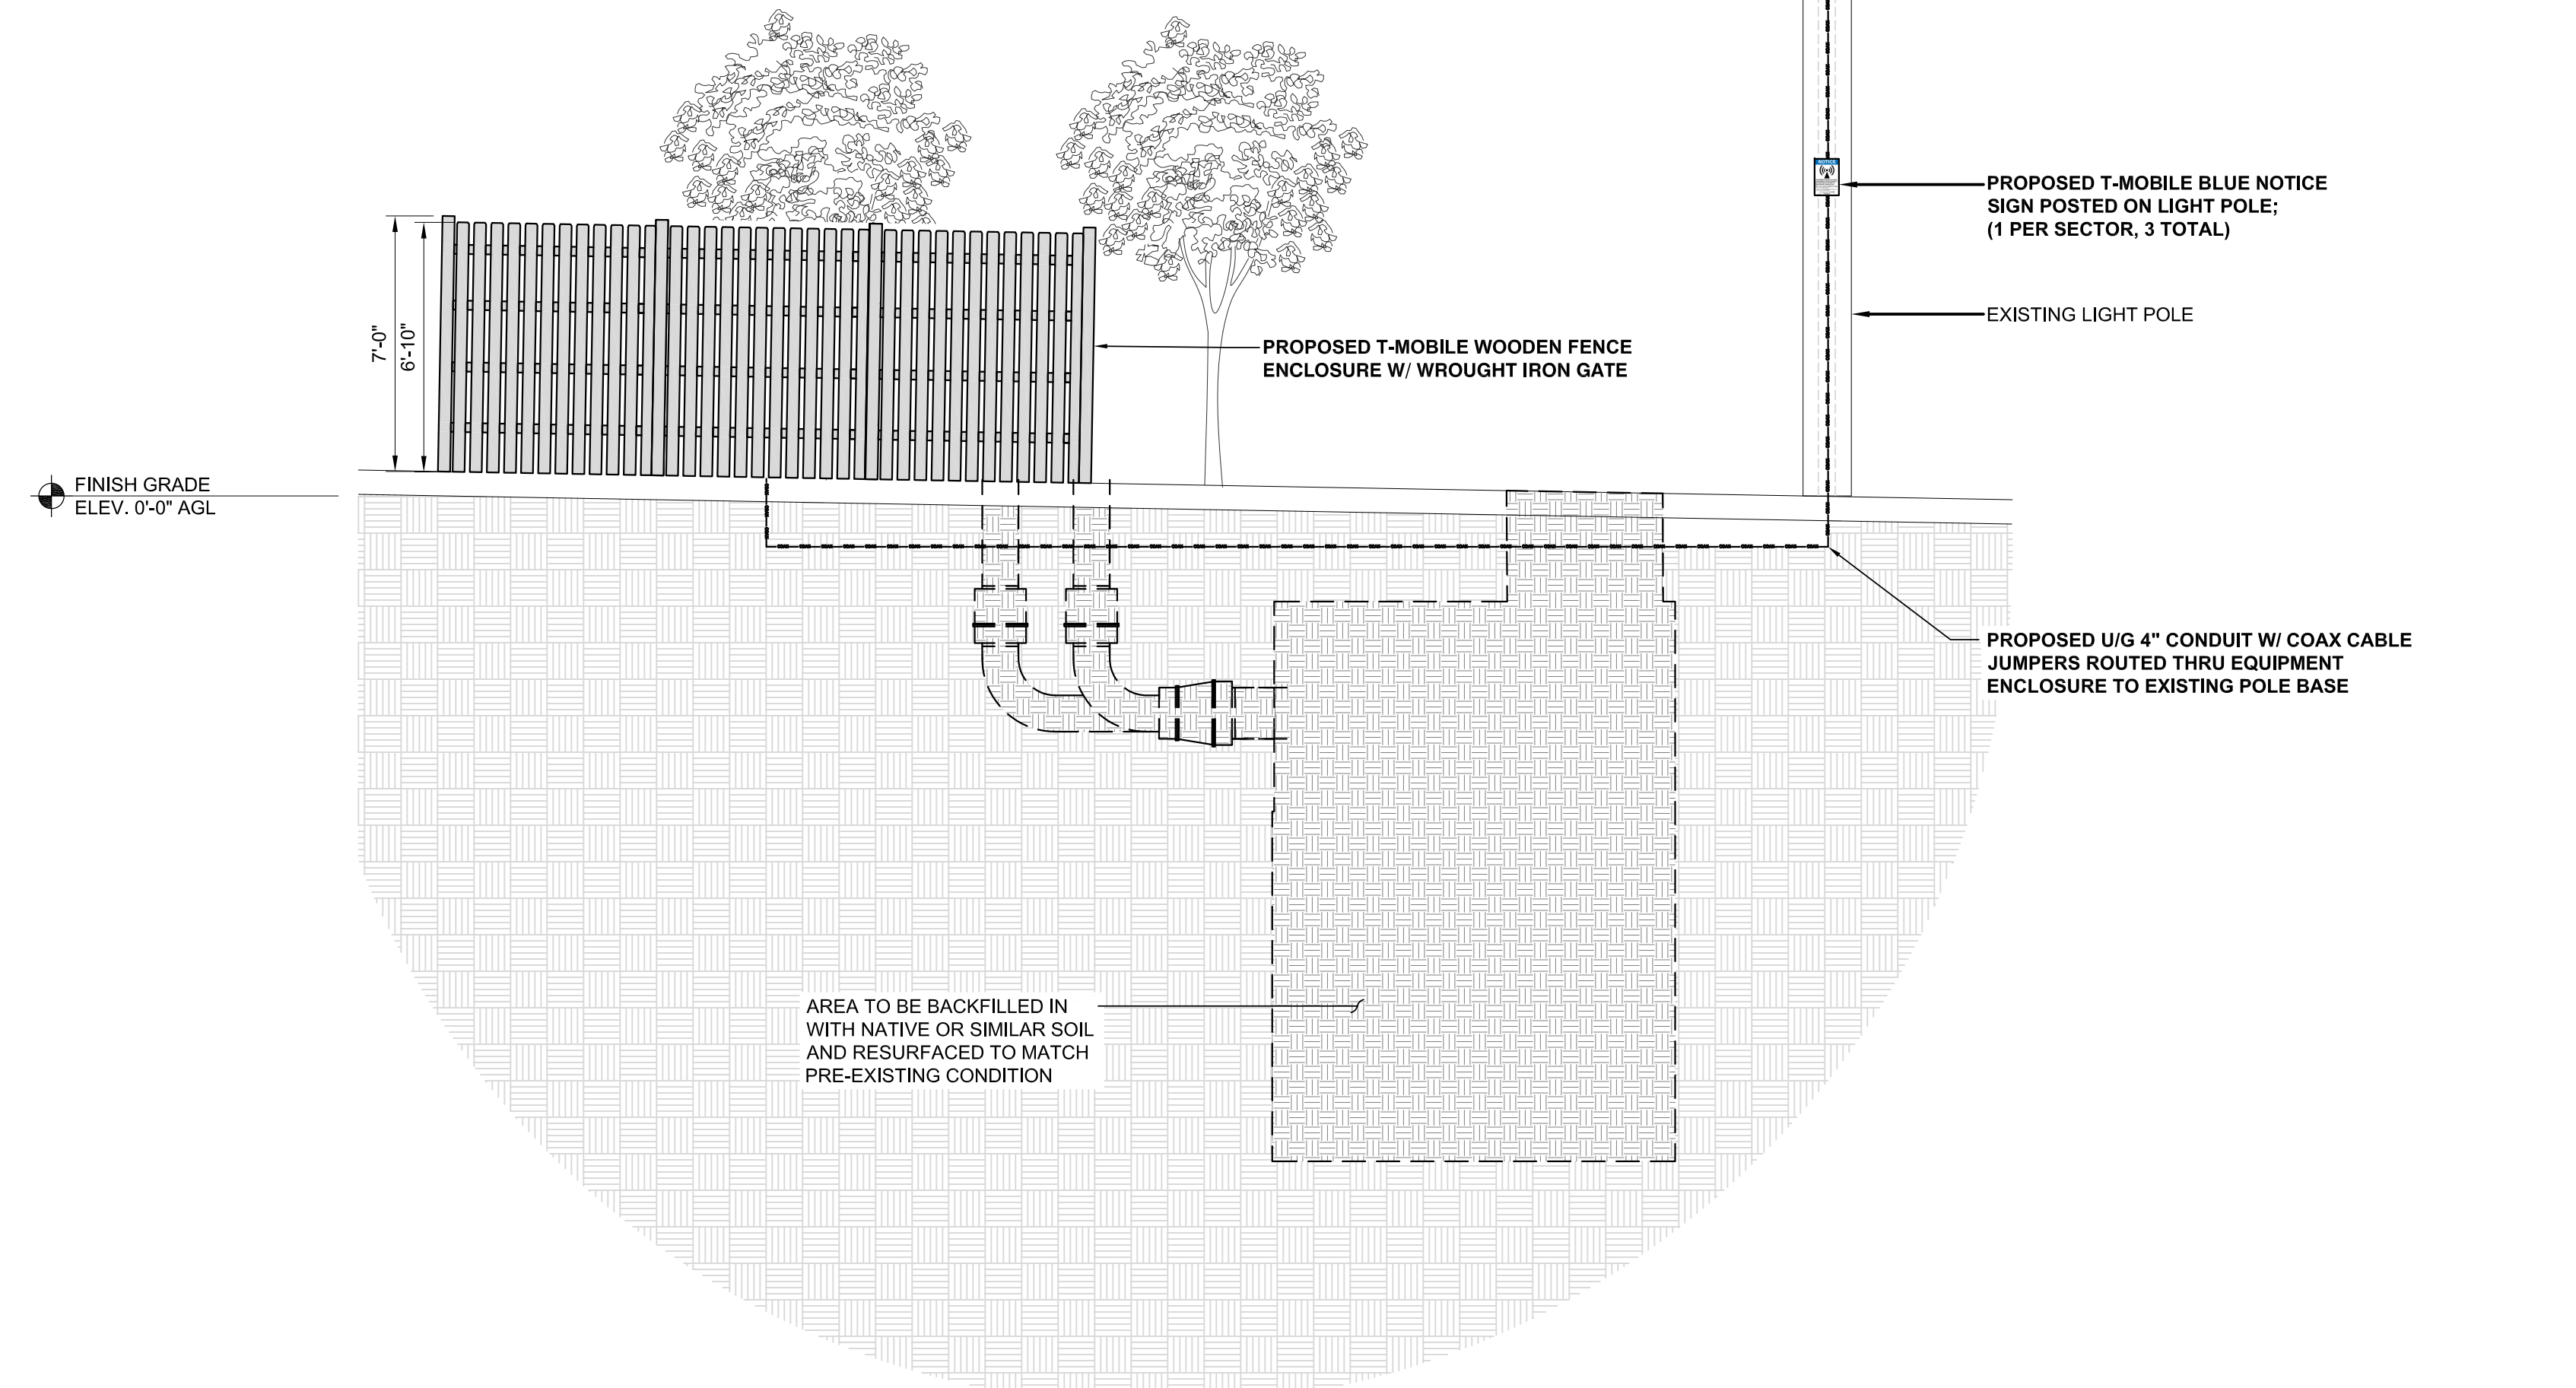 NOTICE
PROPOSED T-MOBILE BLUE NOTICE
SIGN POSTED ON LIGHT POLE;
(1 PER SECTOR, 3 TOTAL)
EXISTING LIGHT POLE
7'-0"
6'-10"
PROPOSED T-MOBILE WOODEN FENCE
ENCLOSURE W/ WROUGHT IRON GATE
FINISH GRADE
ELEV. 0'-0" AGL
PROPOSED U/G 4" CONDUIT W/ COAX CABLE
JUMPERS ROUTED THRU EQUIPMENT
ENCLOSURE TO EXISTING POLE BASE
AREA TO BE BACKFILLED IN
WITH NATIVE OR SIMILAR SOIL
AND RESURFACED TO MATCH
PRE-EXISTING CONDITION